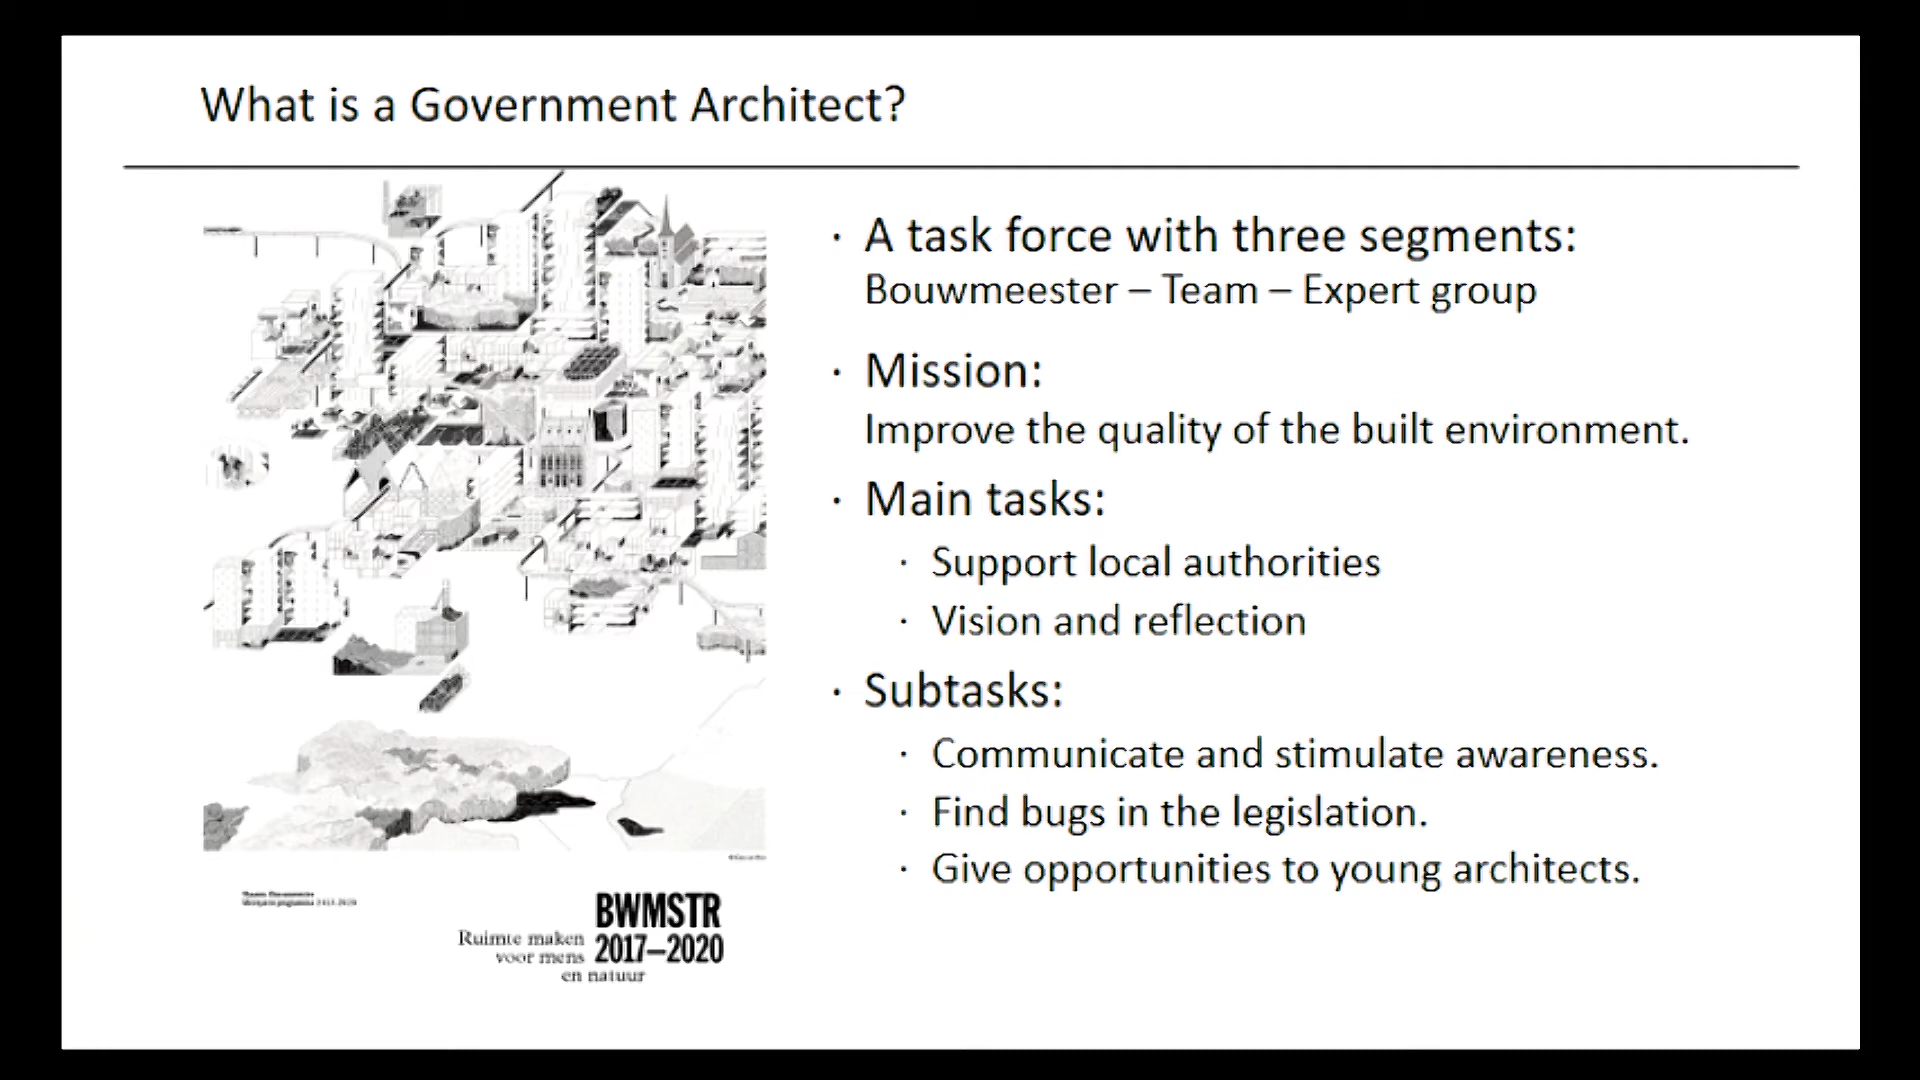 What is a Government Architect?
· A task force with three segments:
Bouwmeester – Team – Expert group
· Mission:
Improve the quality of the built environment.
· Main tasks:
· Support local authorities
· Vision and reflection
· Subtasks:
· Communicate and stimulate awareness.
· Find bugs in the legislation.
· Give opportunities to young architects.
BWMSTR
Ruimte maken 2017–2020
voor mens
en natuur